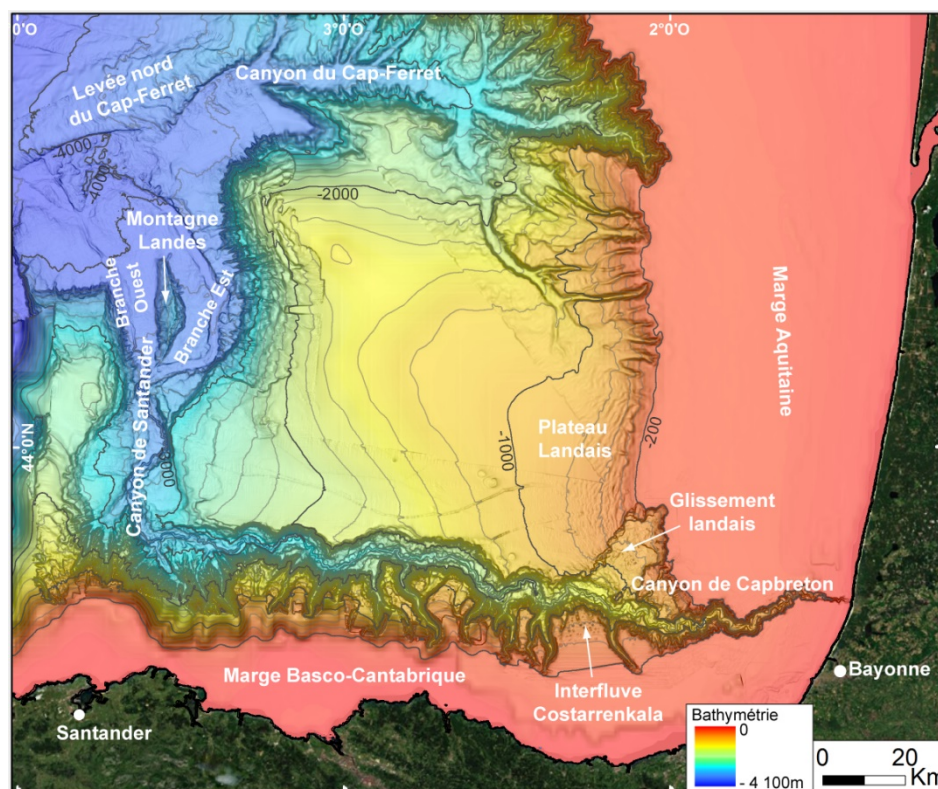 0'O
3°0'O
2°0'O
Canyon du Cap-Ferret
Levée nord
du Cap-Ferret
-4000
4000
-2000
Montagne
Landes
Branche
Ouest
Branche Est
Marge Aquitaine
Canyon de Santander
44°0'N
Plateau
Landais
-1000
-200
000
Glissement
landais
Canyon de Capbreton
Marge Basco-Cantabrique
Interfluve
Costarrenkala
Bayonne
Santander
Bathymétrie
0
- 4 100m
0 20
Km